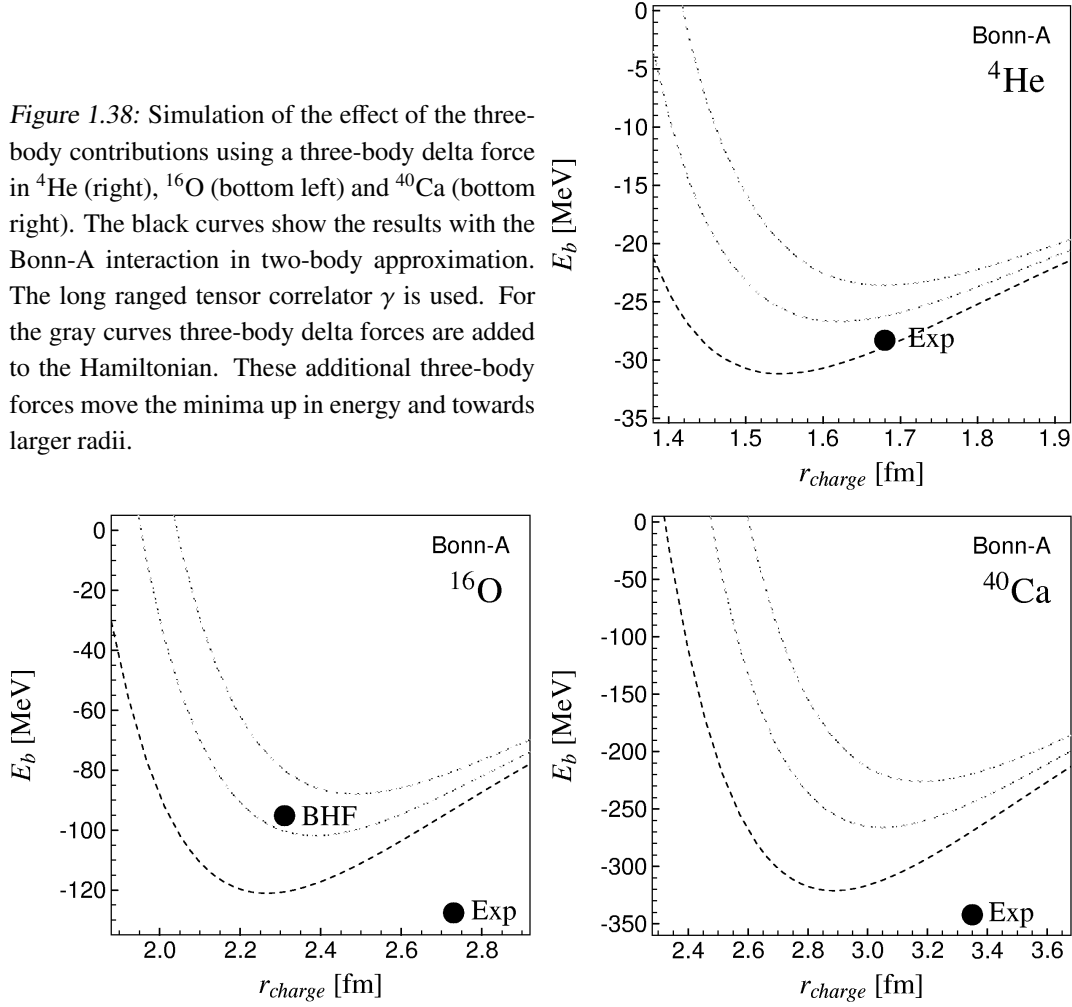 Figure 1.38: Simulation of the effect of the three-
body contributions using a three-body delta force
in ⁴He (right), ¹⁶O (bottom left) and ⁴⁰Ca (bottom
right). The black curves show the results with the
Bonn-A interaction in two-body approximation.
The long ranged tensor correlator γ is used. For
the gray curves three-body delta forces are added
to the Hamiltonian. These additional three-body
forces move the minima up in energy and towards
larger radii.
0
-5
-10
-15
-20
-25
-30
-35
E_b [MeV]
Bonn-A
⁴He
Exp
1.4 1.5 1.6 1.7 1.8 1.9
r_charge [fm]
0
-20
-40
-60
-80
-100
-120
E_b [MeV]
Bonn-A
¹⁶O
BHF
Exp
2.0 2.2 2.4 2.6 2.8
r_charge [fm]
0
-50
-100
-150
-200
-250
-300
-350
E_b [MeV]
Bonn-A
⁴⁰Ca
Exp
2.4 2.6 2.8 3.0 3.2 3.4 3.6
r_charge [fm]